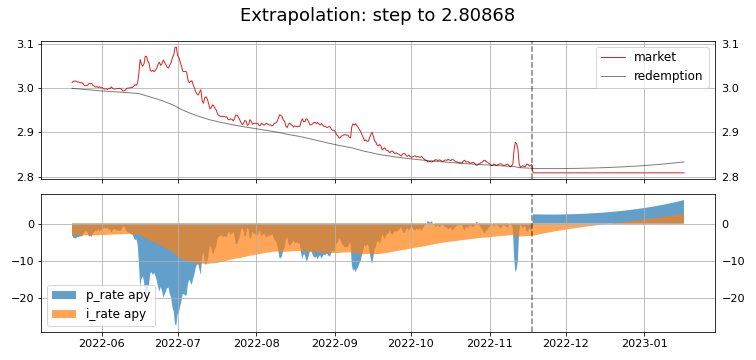 Extrapolation: step to 2.80868
3.1
3.0
2.9
2.8
3.1
3.0
2.9
2.8
market
redemption
0
−10
−20
0
−10
−20
p_rate apy
i_rate apy
2022-06 2022-07 2022-08 2022-09 2022-10 2022-11 2022-12 2023-01